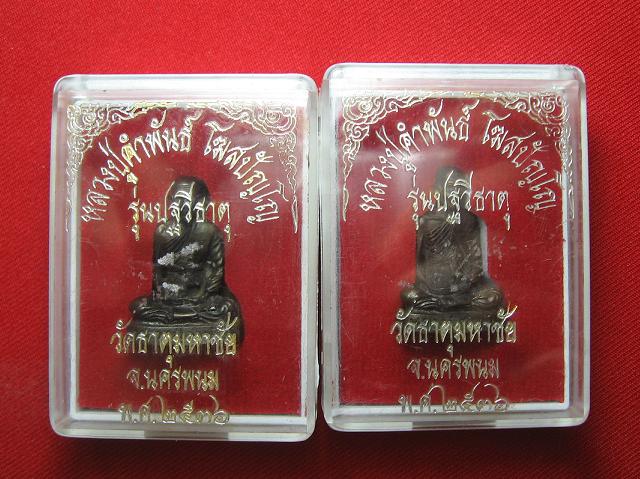 หลวงปู่คำพันธ์ โฆสปัญโญ
รุ่นปฐวีธาตุ
วัดธาตุมหาชัย
จ.นครพนม
พ.ศ.๒๕๓๖
หลวงปู่คำพันธ์ โฆสปัญโญ
รุ่นปฐวีธาตุ
วัดธาตุมหาชัย
จ.นครพนม
พ.ศ.๒๕๓๖